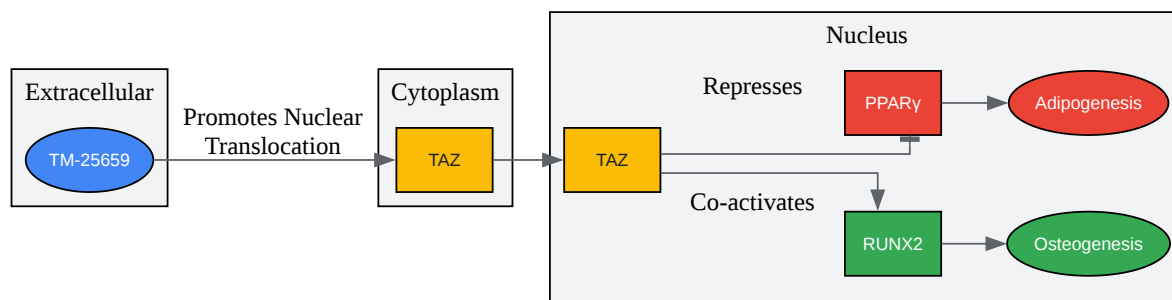 Nucleus
Extracellular
Cytoplasm
Represses
PPARγ
Adipogenesis
Promotes Nuclear
Translocation
TM-25659
TAZ
TAZ
Co-activates
RUNX2
Osteogenesis